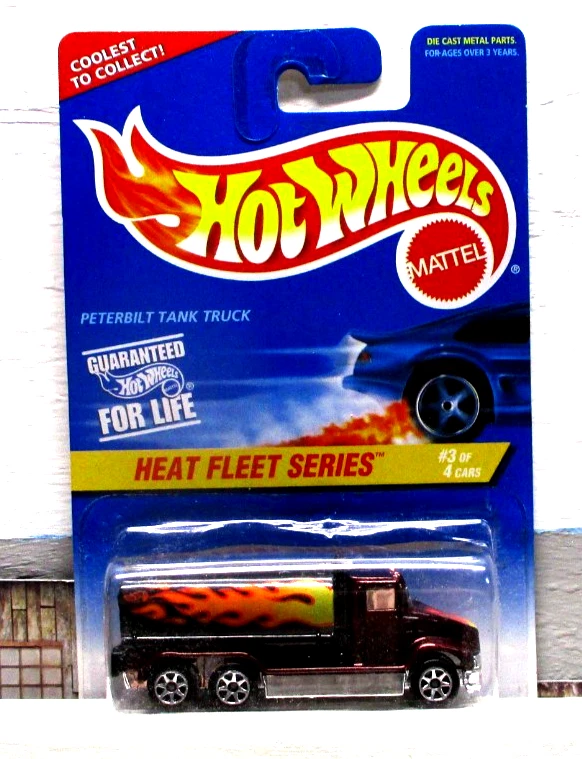 COOLEST
TO COLLECT!
DIE CAST METAL PARTS.
FOR AGES OVER 3 YEARS.
Hot Wheels
MATTEL
®
PETERBILT TANK TRUCK
GUARANTEED
Hot Wheels ®
FOR LIFE
HEAT FLEET SERIES™
#3 OF
4 CARS